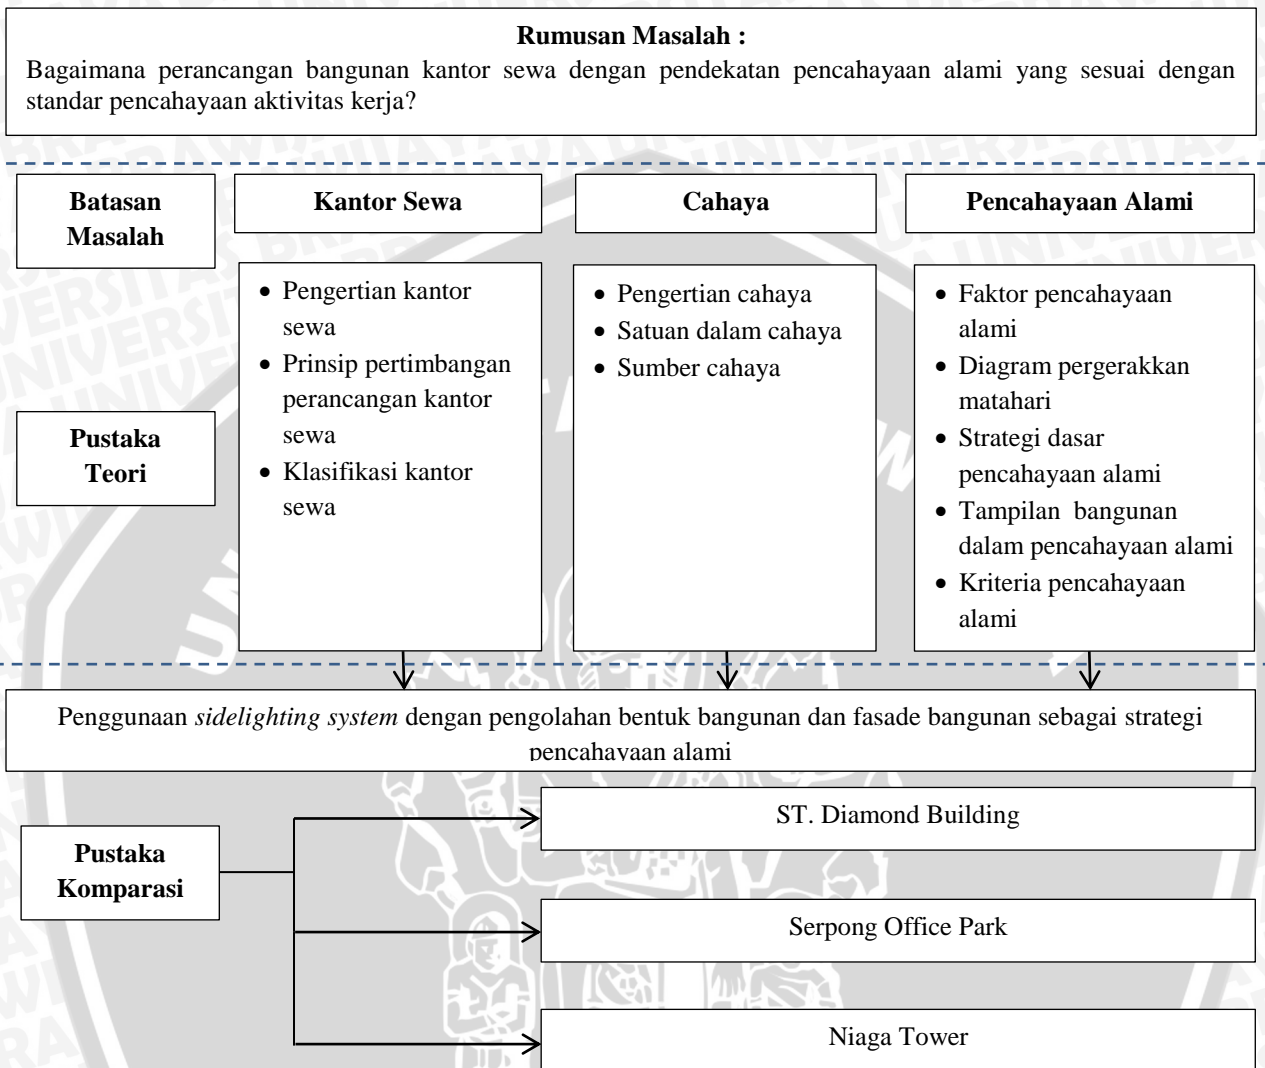 Rumusan Masalah :
Bagaimana perancangan bangunan kantor sewa dengan pendekatan pencahayaan alami yang sesuai dengan
standar pencahayaan aktivitas kerja?
Batasan
Masalah
Kantor Sewa
Cahaya
Pencahayaan Alami
Pustaka
Teori
• Pengertian kantor
sewa
• Prinsip pertimbangan
perancangan kantor
sewa
• Klasifikasi kantor
sewa
• Pengertian cahaya
• Satuan dalam cahaya
• Sumber cahaya
• Faktor pencahayaan
alami
• Diagram pergerakkan
matahari
• Strategi dasar
pencahayaan alami
• Tampilan bangunan
dalam pencahayaan alami
• Kriteria pencahayaan
alami
Penggunaan sidelighting system dengan pengolahan bentuk bangunan dan fasade bangunan sebagai strategi
pencahayaan alami
Pustaka
Komparasi
ST. Diamond Building
Serpong Office Park
Niaga Tower